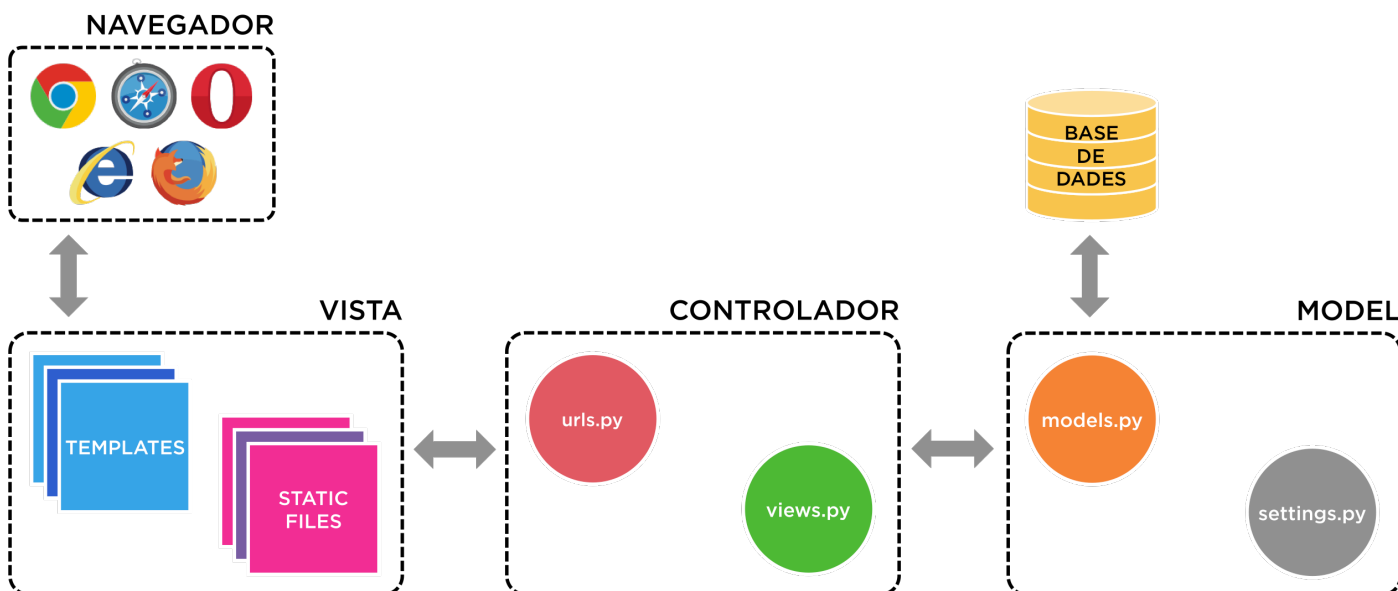 NAVEGADOR
BASE
DE
DADES
VISTA
CONTROLADOR
MODEL
TEMPLATES
STATIC
FILES
urls.py
views.py
models.py
settings.py